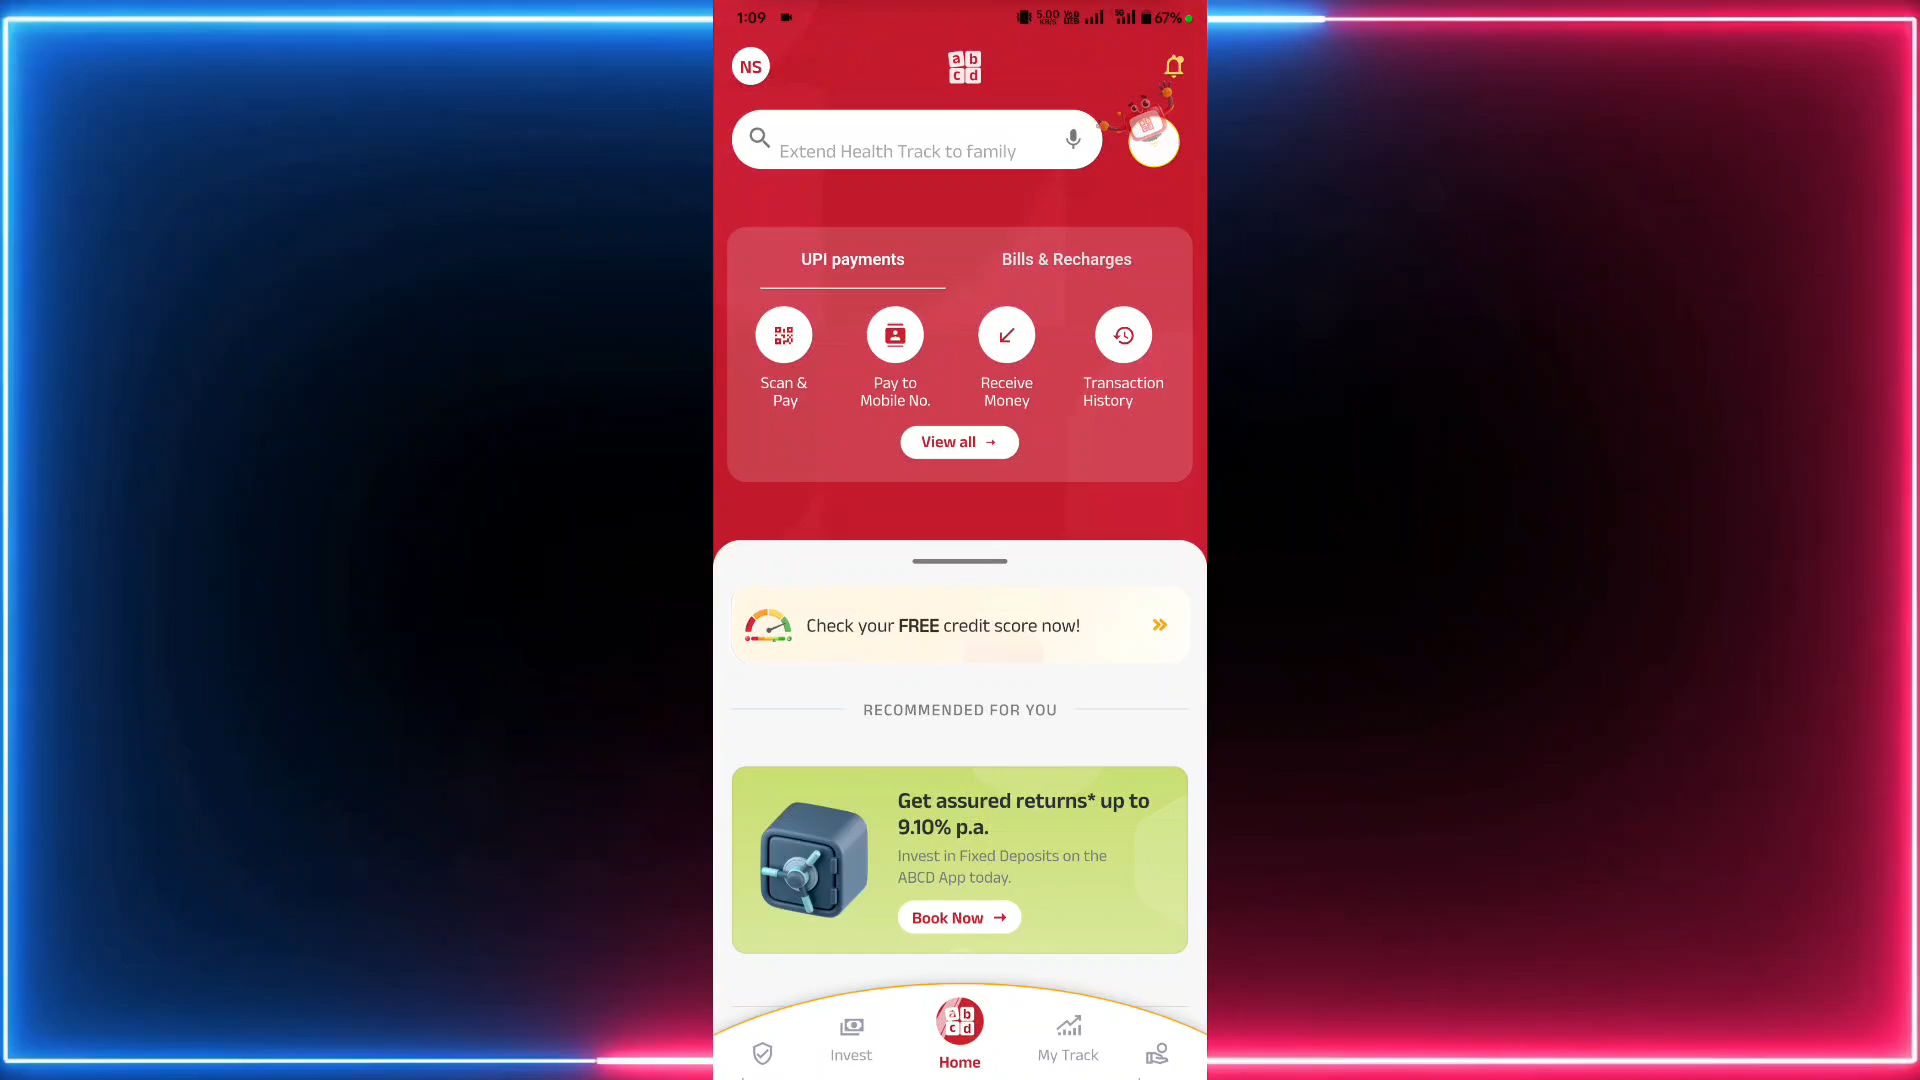 1:09
5.00
67%
NS
a b
c d
Extend Health Track to family
UPI payments
Bills & Recharges
Scan &
Pay
Pay to
Mobile No.
Receive
Money
Transaction
History
View all →
Check your FREE credit score now!
RECOMMENDED FOR YOU
Get assured returns* up to
9.10% p.a.
Invest in Fixed Deposits on the
ABCD App today.
Book Now →
a b
c d
Invest
Home
My Track